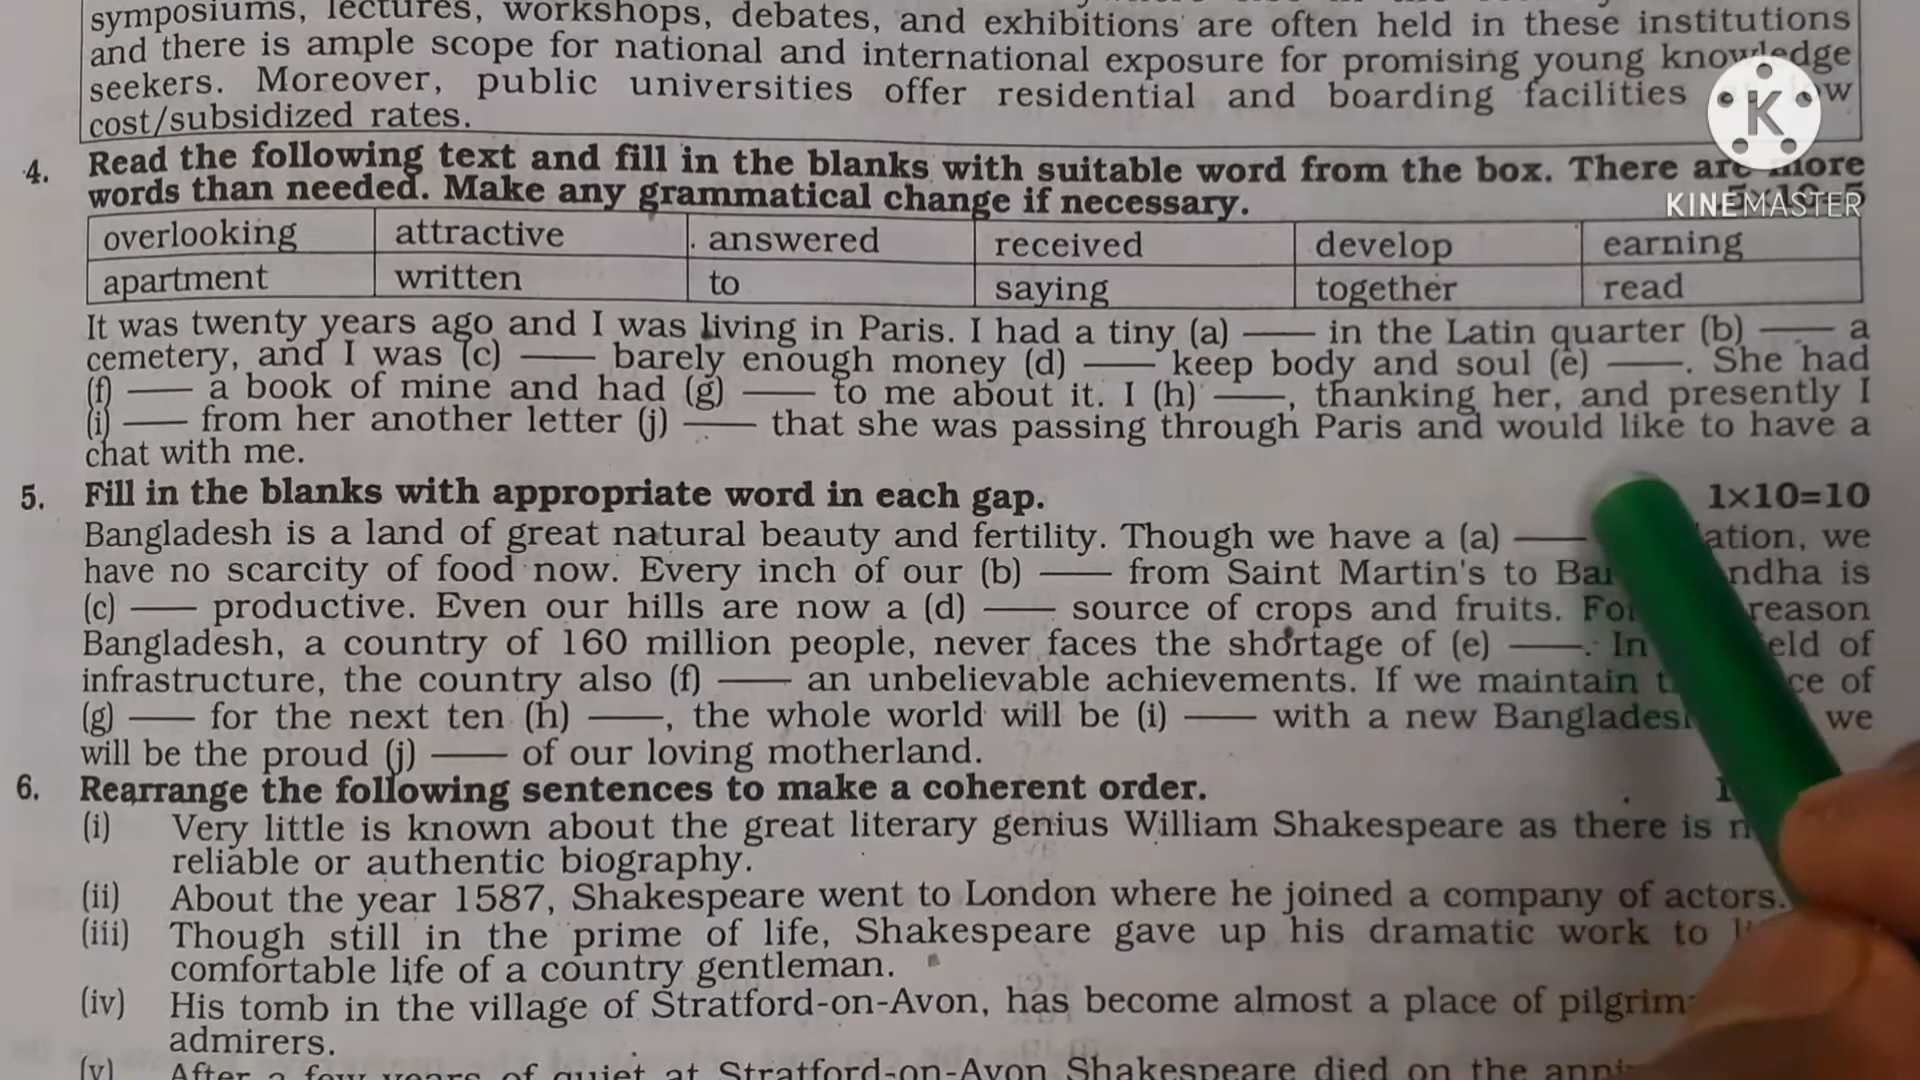 symposiums, lectures, workshops, debates, and exhibitions are often held in these institutions
and there is ample scope for national and international exposure for promising young knowledge
seekers. Moreover, public universities offer residential and boarding facilities low
cost/subsidized rates.
4. Read the following text and fill in the blanks with suitable word from the box. There are more
words than needed. Make any grammatical change if necessary.
KINEMASTER
overlooking attractive answered received develop earning
apartment written to saying together read
It was twenty years ago and I was living in Paris. I had a tiny (a) —— in the Latin quarter (b) —— a
cemetery, and I was (c) —— barely enough money (d) —— keep body and soul (e) ——. She had
(f) —— a book of mine and had (g) —— to me about it. I (h) ——, thanking her, and presently I
(i) —— from her another letter (j) —— that she was passing through Paris and would like to have a
chat with me.
5. Fill in the blanks with appropriate word in each gap. 1×10=10
Bangladesh is a land of great natural beauty and fertility. Though we have a (a) —— ation, we
have no scarcity of food now. Every inch of our (b) —— from Saint Martin's to Ba ndha is
(c) —— productive. Even our hills are now a (d) —— source of crops and fruits. Fo reason
Bangladesh, a country of 160 million people, never faces the shortage of (e) ——. In eld of
infrastructure, the country also (f) —— an unbelievable achievements. If we maintain t ce of
(g) —— for the next ten (h) ——, the whole world will be (i) —— with a new Bangladesh we
will be the proud (j) —— of our loving motherland.
6. Rearrange the following sentences to make a coherent order.
(i) Very little is known about the great literary genius William Shakespeare as there is n
reliable or authentic biography.
(ii) About the year 1587, Shakespeare went to London where he joined a company of actors.
(iii) Though still in the prime of life, Shakespeare gave up his dramatic work to
comfortable life of a country gentleman.
(iv) His tomb in the village of Stratford-on-Avon, has become almost a place of pilgrim
admirers.
(v) After a few years of quiet at Stratford-on-Avon Shakespeare died on the